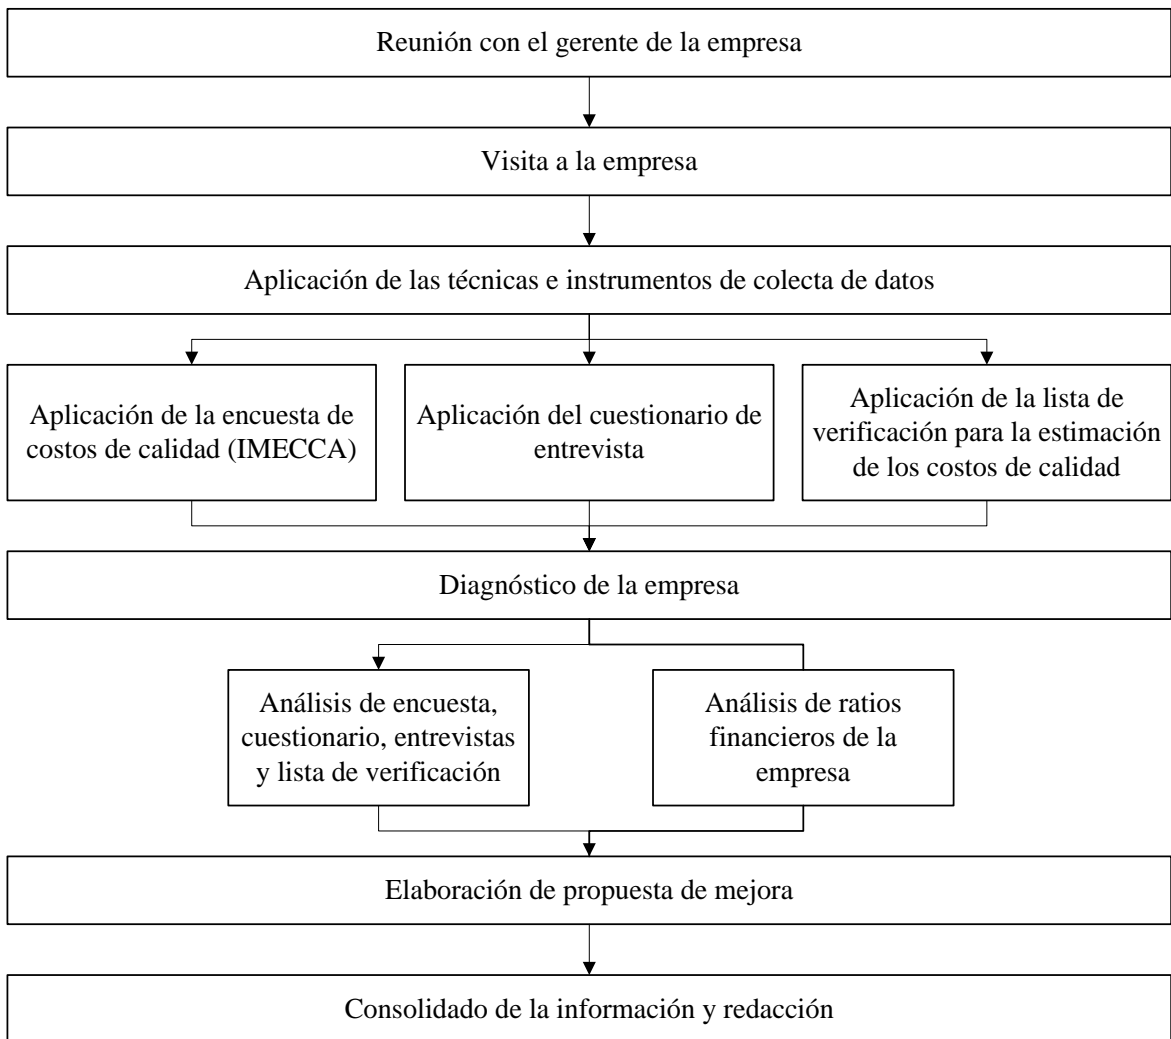 Reunión con el gerente de la empresa
Visita a la empresa
Aplicación de las técnicas e instrumentos de colecta de datos
Aplicación de la encuesta de
costos de calidad (IMECCA)
Aplicación del cuestionario de
entrevista
Aplicación de la lista de
verificación para la estimación
de los costos de calidad
Diagnóstico de la empresa
Análisis de encuesta,
cuestionario, entrevistas
y lista de verificación
Análisis de ratios
financieros de la
empresa
Elaboración de propuesta de mejora
Consolidado de la información y redacción